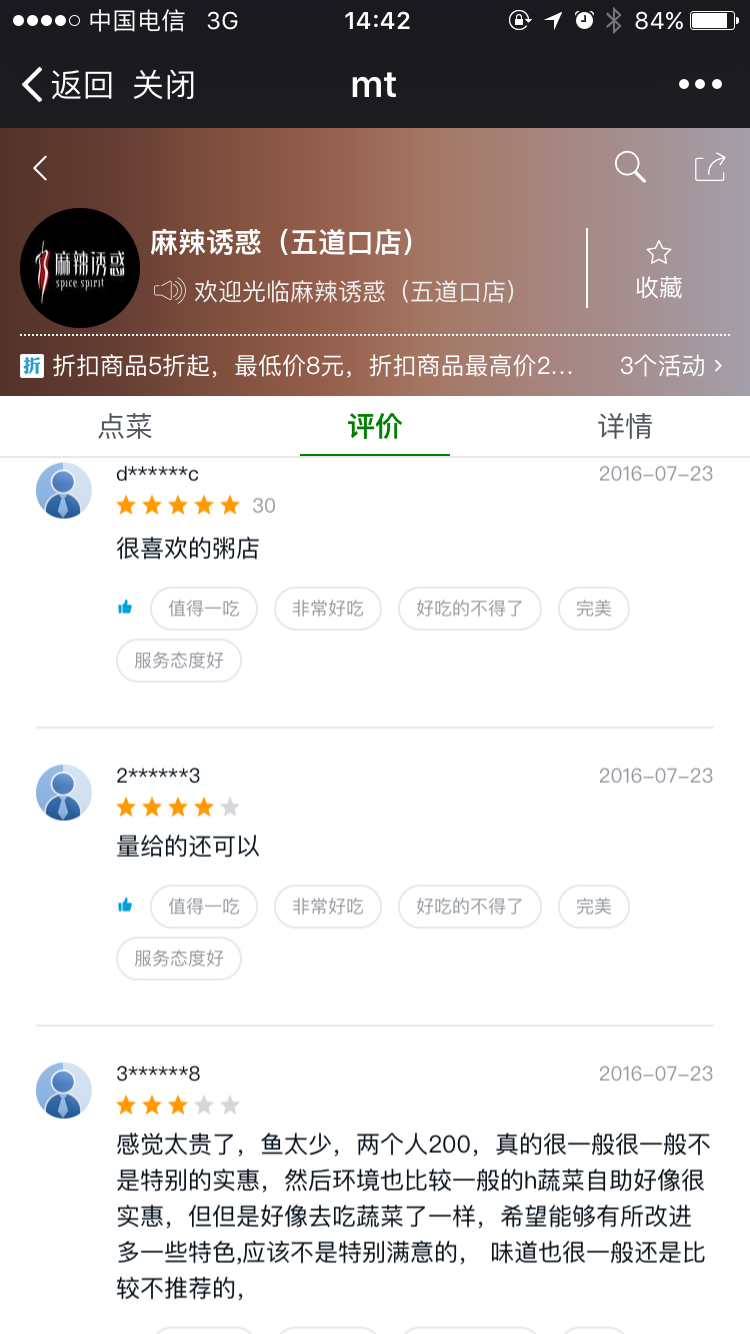 中国电信 3G 14:42 84%
返回 关闭 mt
麻辣诱惑（五道口店）
麻辣诱惑
spice spirit
欢迎光临麻辣诱惑（五道口店）
收藏
折 折扣商品5折起，最低价8元，折扣商品最高价2... 3个活动
点菜 评价 详情
d******c 2016-07-23
30
很喜欢的粥店
值得一吃 非常好吃 好吃的不得了 完美
服务态度好
2******3 2016-07-23
量给的还可以
值得一吃 非常好吃 好吃的不得了 完美
服务态度好
3******8 2016-07-23
感觉太贵了，鱼太少，两个人200，真的很一般很一般不
是特别的实惠，然后环境也比较一般的h蔬菜自助好像很
实惠，但但是好像去吃蔬菜了一样，希望能够有所改进
多一些特色,应该不是特别满意的， 味道也很一般还是比
较不推荐的，